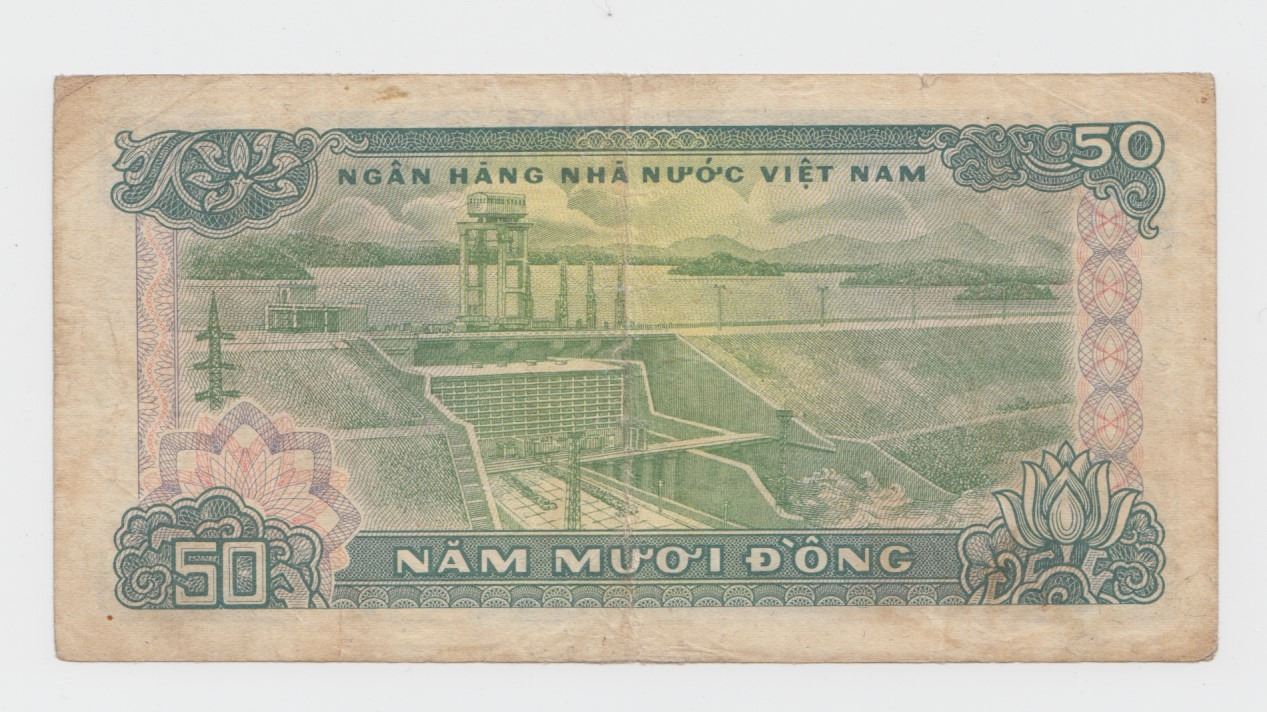 50
NGÂN HÀNG NHÀ NƯỚC VIỆT NAM
50
NĂM MƯƠI ĐỒNG